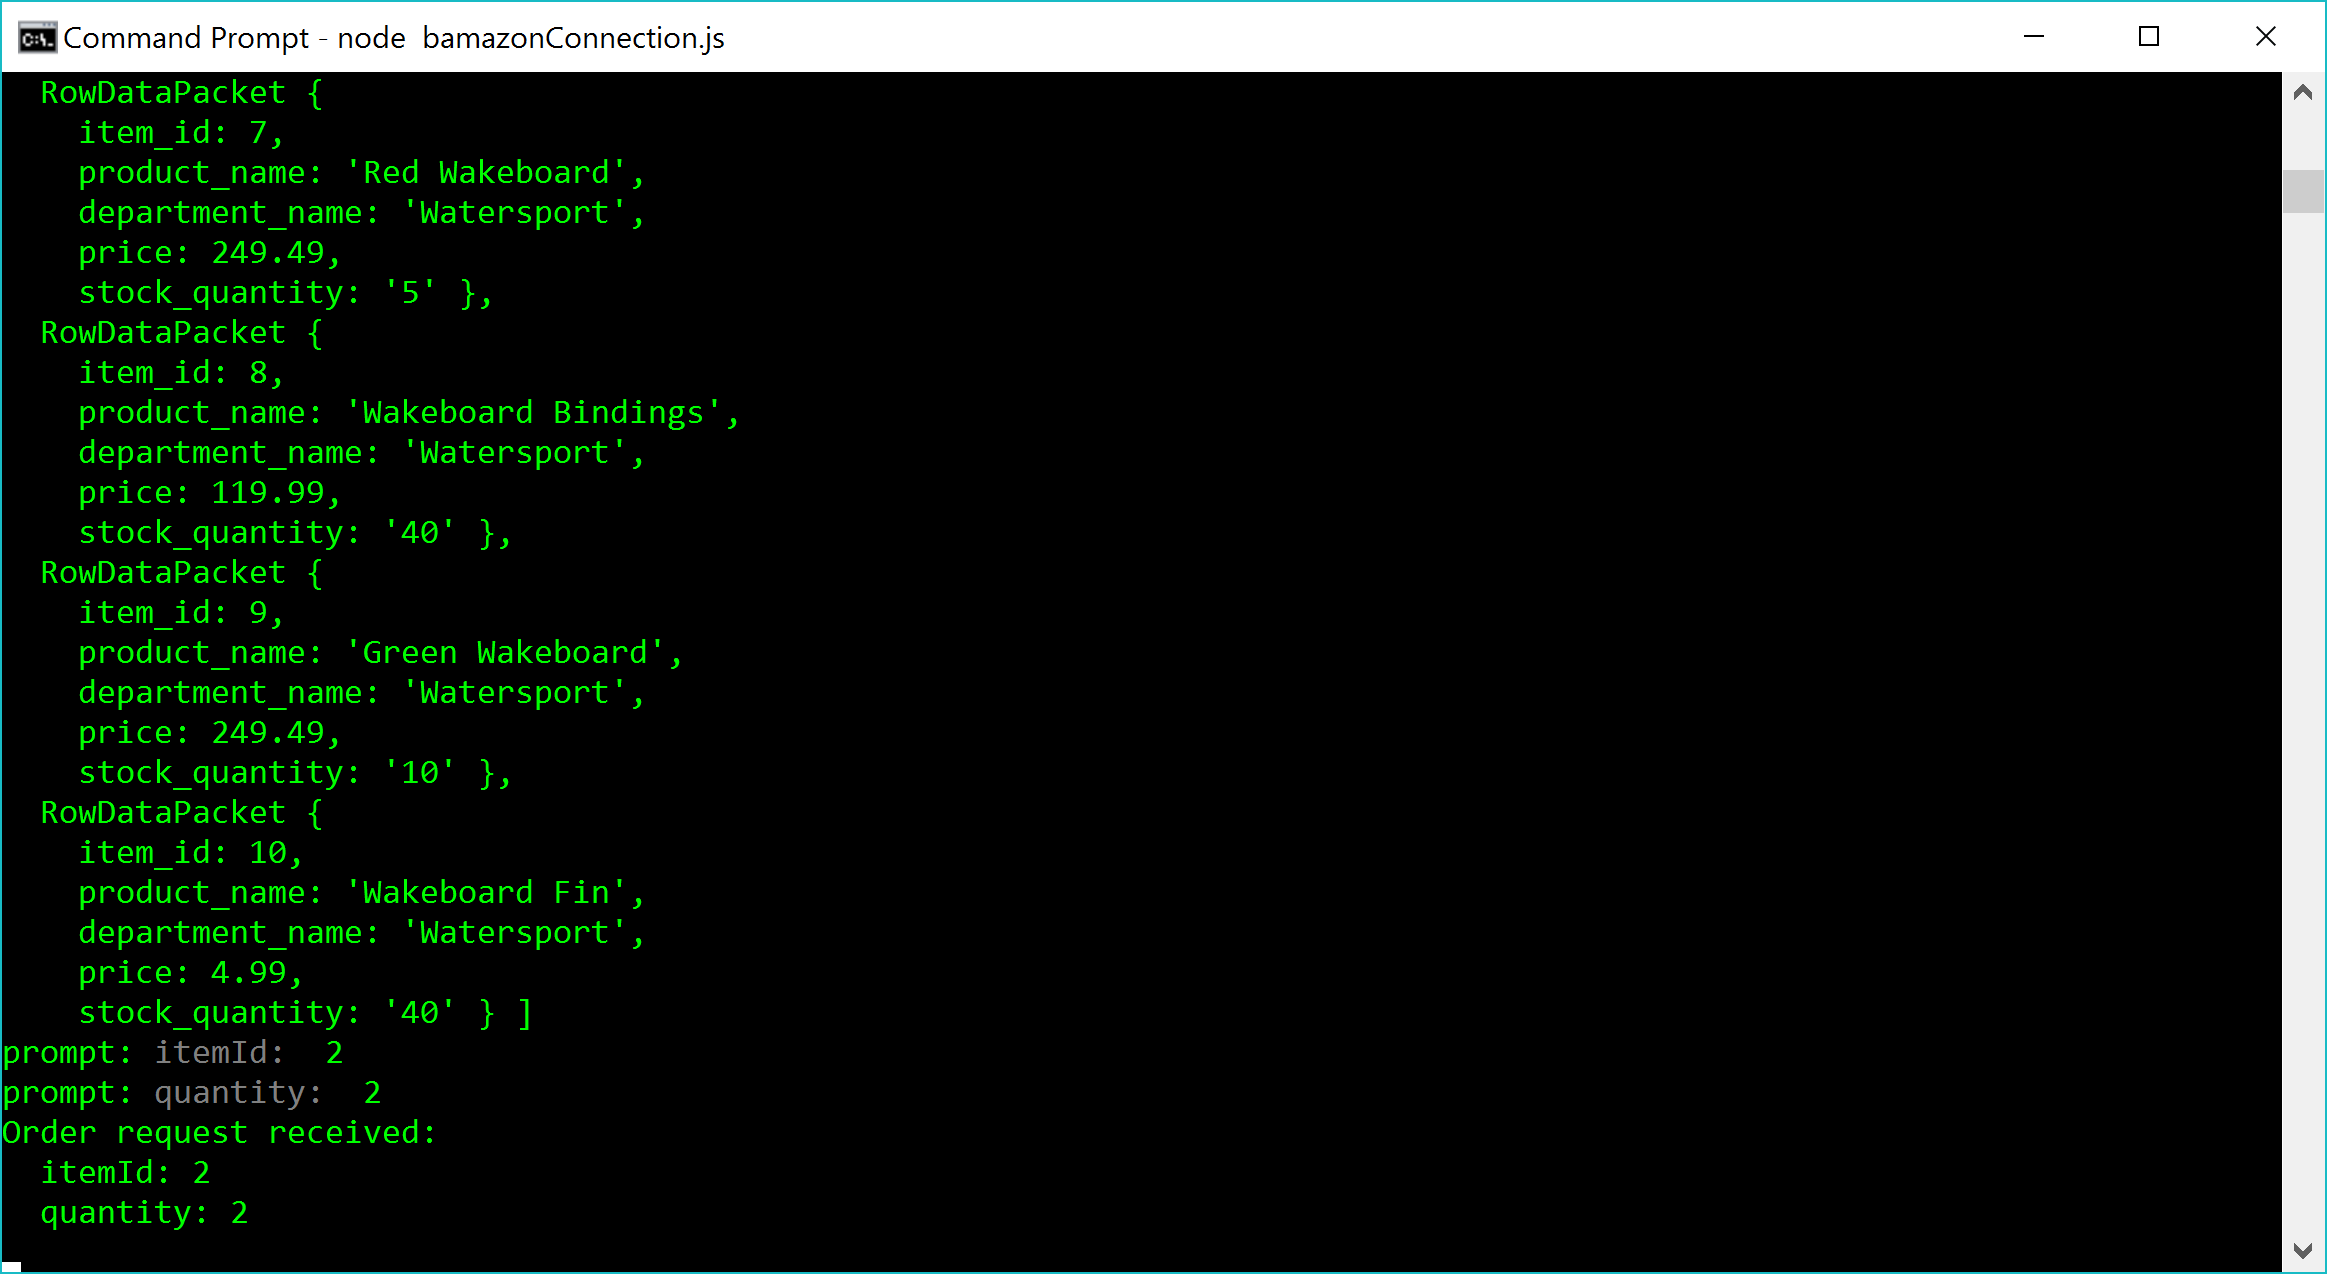 Command Prompt - node  bamazonConnection.js
  RowDataPacket {
    item_id: 7,
    product_name: 'Red Wakeboard',
    department_name: 'Watersport',
    price: 249.49,
    stock_quantity: '5' },
  RowDataPacket {
    item_id: 8,
    product_name: 'Wakeboard Bindings',
    department_name: 'Watersport',
    price: 119.99,
    stock_quantity: '40' },
  RowDataPacket {
    item_id: 9,
    product_name: 'Green Wakeboard',
    department_name: 'Watersport',
    price: 249.49,
    stock_quantity: '10' },
  RowDataPacket {
    item_id: 10,
    product_name: 'Wakeboard Fin',
    department_name: 'Watersport',
    price: 4.99,
    stock_quantity: '40' } ]
prompt: itemId:  2
prompt: quantity:  2
Order request received:
  itemId: 2
  quantity: 2